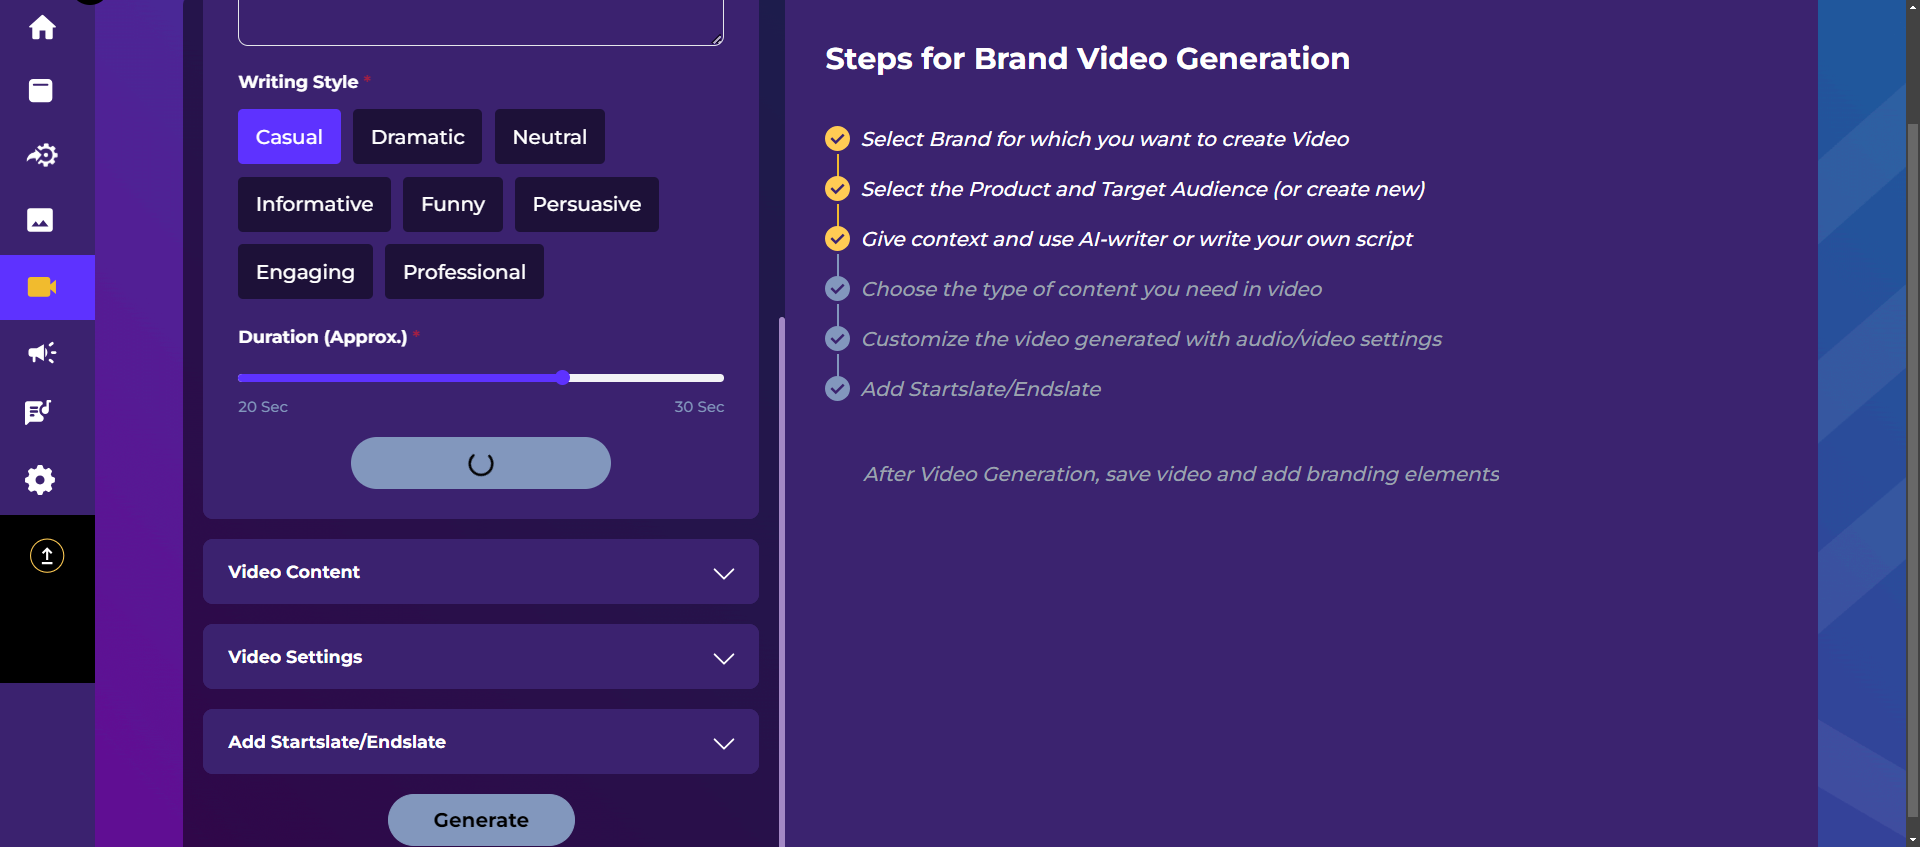 Writing Style *
Casual
Dramatic
Neutral
Informative
Funny
Persuasive
Engaging
Professional
Duration (Approx.) *
20 Sec
30 Sec
Video Content
Video Settings
Add Startslate/Endslate
Generate
Steps for Brand Video Generation
Select Brand for which you want to create Video
Select the Product and Target Audience (or create new)
Give context and use AI-writer or write your own script
Choose the type of content you need in video
Customize the video generated with audio/video settings
Add Startslate/Endslate
After Video Generation, save video and add branding elements